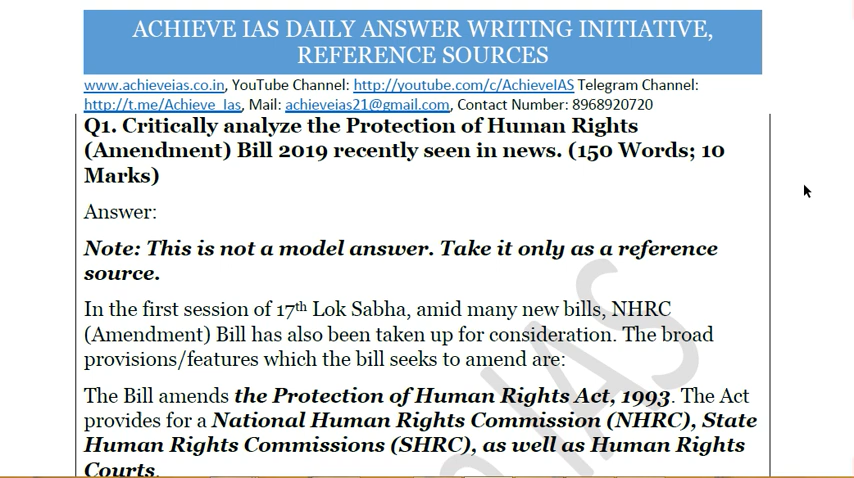 ACHIEVE IAS DAILY ANSWER WRITING INITIATIVE,
REFERENCE SOURCES
www.achieveias.co.in, YouTube Channel: http://youtube.com/c/AchieveIAS Telegram Channel:
http://t.me/Achieve_Ias, Mail: achieveias21@gmail.com, Contact Number: 8968920720
Q1. Critically analyze the Protection of Human Rights
(Amendment) Bill 2019 recently seen in news. (150 Words; 10
Marks)
Answer:
Note: This is not a model answer. Take it only as a reference
source.
In the first session of 17th Lok Sabha, amid many new bills, NHRC
(Amendment) Bill has also been taken up for consideration. The broad
provisions/features which the bill seeks to amend are:
The Bill amends the Protection of Human Rights Act, 1993. The Act
provides for a National Human Rights Commission (NHRC), State
Human Rights Commissions (SHRC), as well as Human Rights
Courts.
IAS